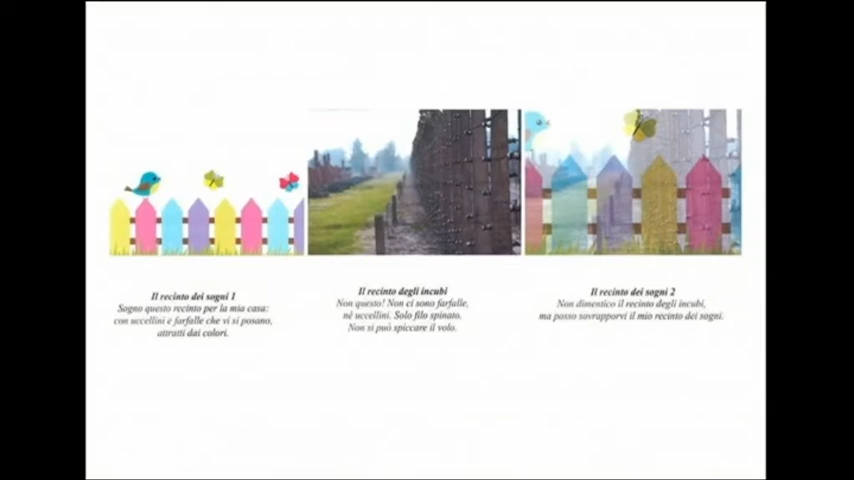 Il recinto dei sogni 1
Sogno questo recinto per la mia casa:
con uccellini e farfalle che vi si posano,
attratti dai colori.
Il recinto degli incubi
Non questo! Non ci sono farfalle,
né uccellini. Solo filo spinato.
Non si può spiccare il volo.
Il recinto dei sogni 2
Non dimentico il recinto degli incubi,
ma posso sovrapporvi il mio recinto dei sogni.